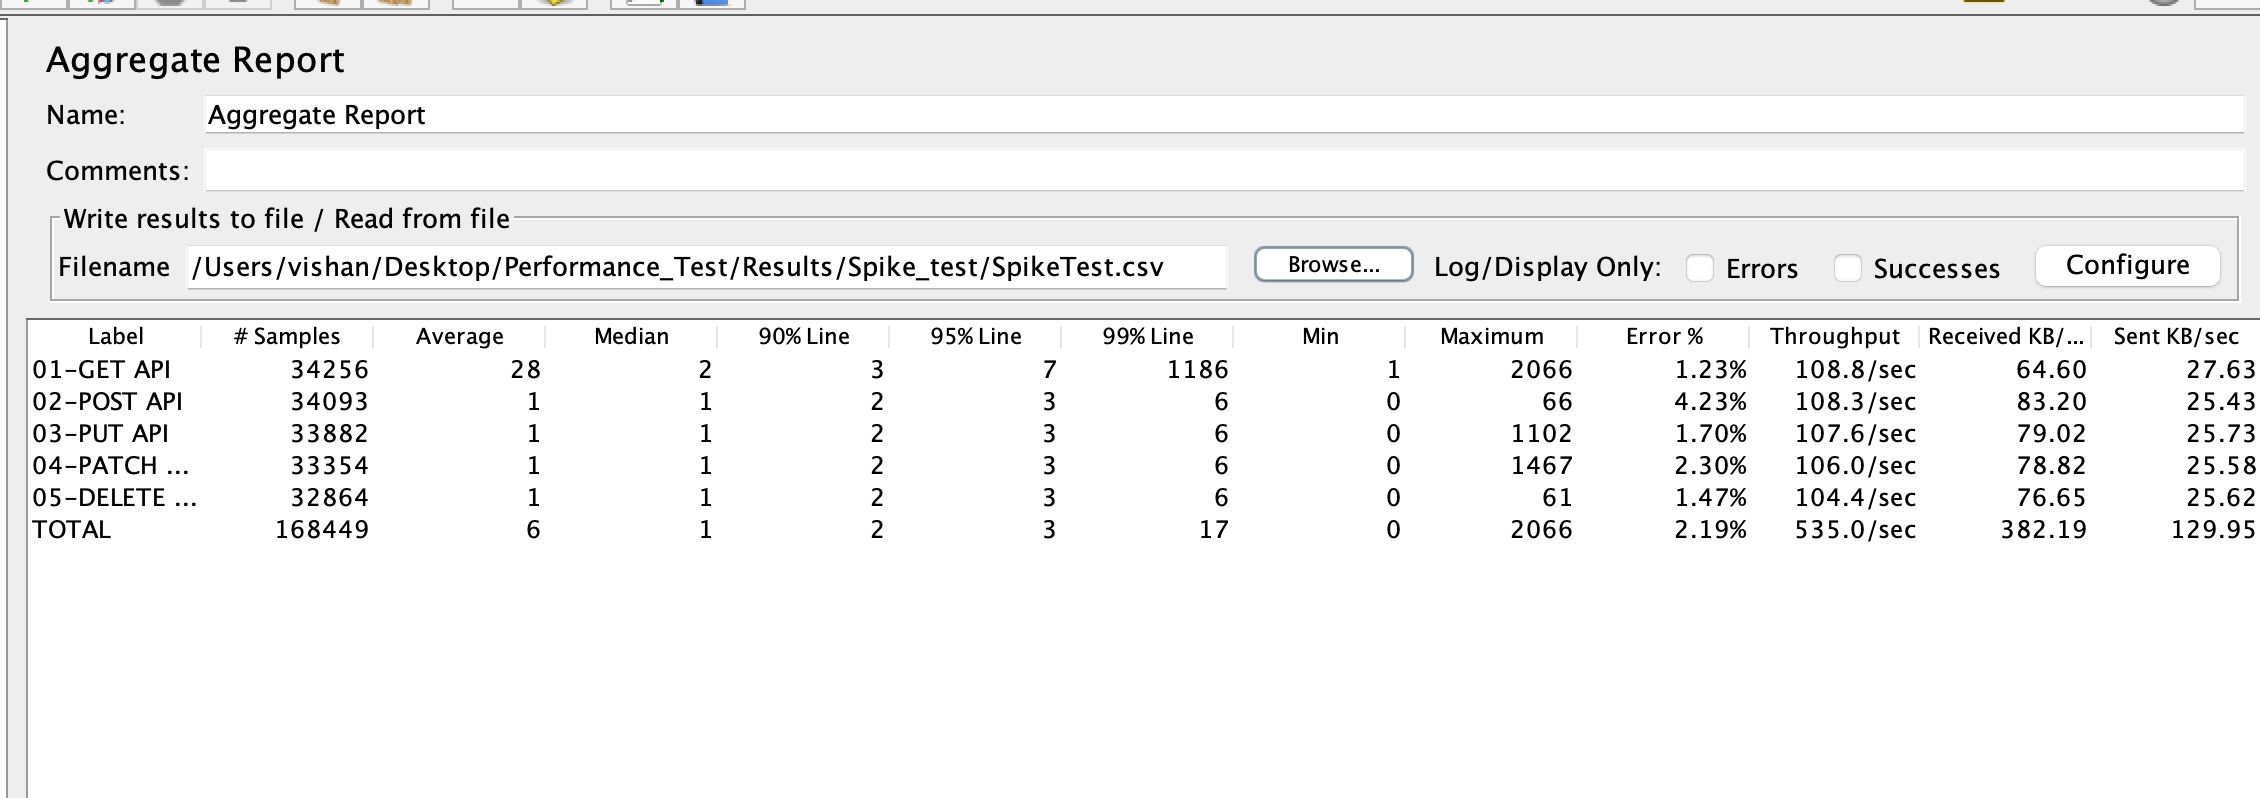 Aggregate Report
Name: Aggregate Report
Comments:
Write results to file / Read from file
Filename /Users/vishan/Desktop/Performance_Test/Results/Spike_test/SpikeTest.csv Browse... Log/Display Only: Errors Successes Configure
Label # Samples Average Median 90% Line 95% Line 99% Line Min Maximum Error % Throughput Received KB/... Sent KB/sec
01-GET API 34256 28 2 3 7 1186 1 2066 1.23% 108.8/sec 64.60 27.63
02-POST API 34093 1 1 2 3 6 0 66 4.23% 108.3/sec 83.20 25.43
03-PUT API 33882 1 1 2 3 6 0 1102 1.70% 107.6/sec 79.02 25.73
04-PATCH ... 33354 1 1 2 3 6 0 1467 2.30% 106.0/sec 78.82 25.58
05-DELETE ... 32864 1 1 2 3 6 0 61 1.47% 104.4/sec 76.65 25.62
TOTAL 168449 6 1 2 3 17 0 2066 2.19% 535.0/sec 382.19 129.95